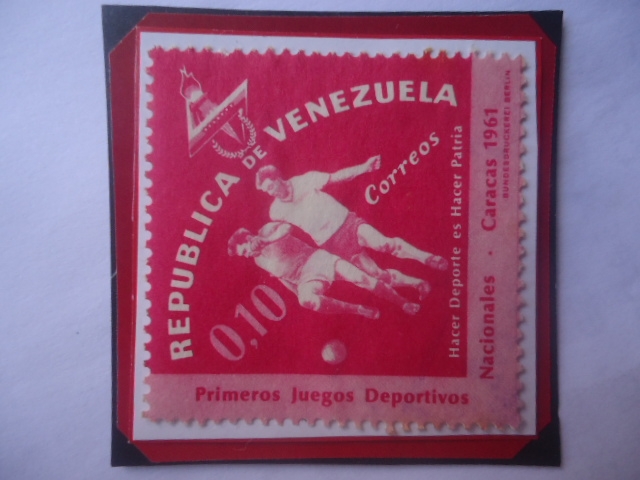 REPUBLICA DE VENEZUELA
Correos
0,10
Hacer Deporte es Hacer Patria
Primeros Juegos Deportivos
Nacionales · Caracas 1961
BUNDESDRUCKEREI BERLIN